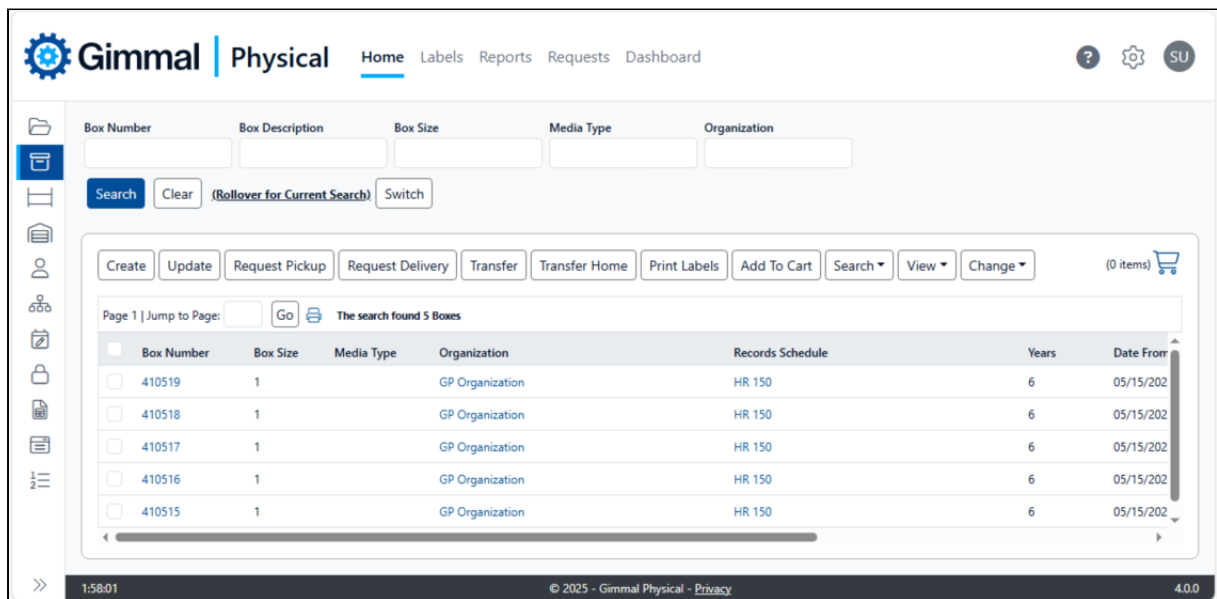 Gimmal | Physical Home Labels Reports Requests Dashboard ? SU
Box Number Box Description Box Size Media Type Organization
Search Clear (Rollover for Current Search) Switch
Create Update Request Pickup Request Delivery Transfer Transfer Home Print Labels Add To Cart Search View Change (0 items)
Page 1 | Jump to Page: Go The search found 5 Boxes
Box Number Box Size Media Type Organization Records Schedule Years Date From
410519 1 GP Organization HR 150 6 05/15/202
410518 1 GP Organization HR 150 6 05/15/202
410517 1 GP Organization HR 150 6 05/15/202
410516 1 GP Organization HR 150 6 05/15/202
410515 1 GP Organization HR 150 6 05/15/202
1:58:01 © 2025 - Gimmal Physical - Privacy 4.0.0